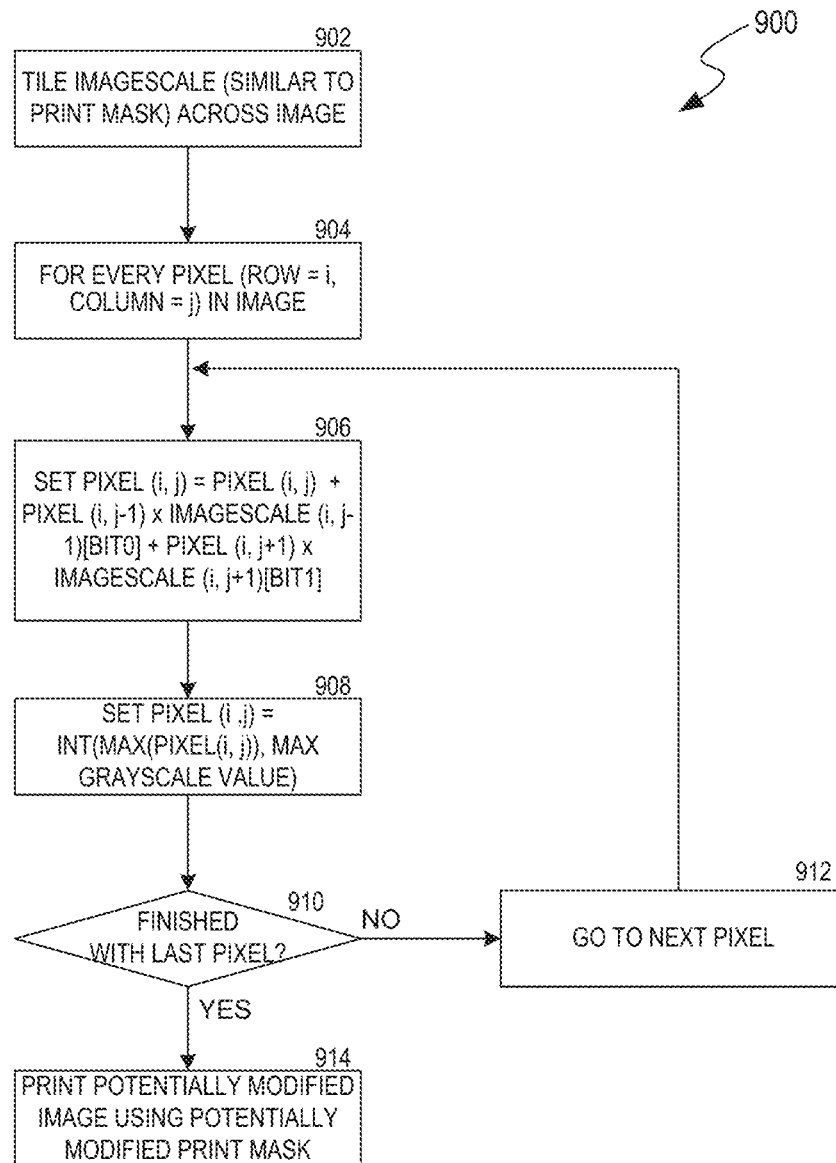 900
902
TILE IMAGESCALE (SIMILAR TO
PRINT MASK) ACROSS IMAGE
904
FOR EVERY PIXEL (ROW = i,
COLUMN = j) IN IMAGE
906
SET PIXEL (i, j) = PIXEL (i, j) +
PIXEL (i, j-1) x IMAGESCALE (i, j-
1)[BIT0] + PIXEL (i, j+1) x
IMAGESCALE (i, j+1)[BIT1]
908
SET PIXEL (i ,j) =
INT(MAX(PIXEL(i, j)), MAX
GRAYSCALE VALUE)
910
FINISHED
WITH LAST PIXEL?
NO
912
GO TO NEXT PIXEL
YES
914
PRINT POTENTIALLY MODIFIED
IMAGE USING POTENTIALLY
MODIFIED PRINT MASK